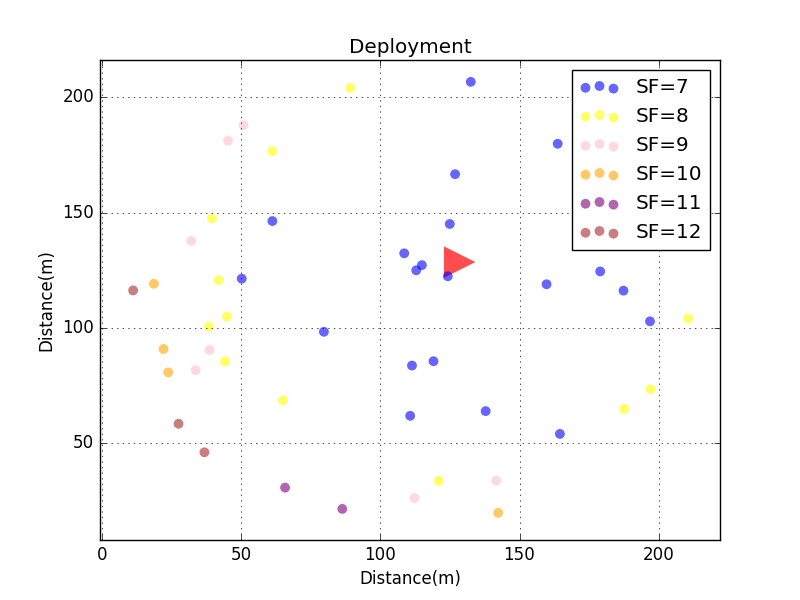 Deployment
SF=7
SF=8
SF=9
SF=10
SF=11
SF=12
200
150
100
50
0
50
100
150
200
Distance(m)
Distance(m)